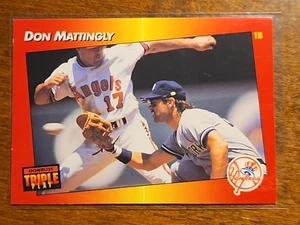 DON MATTINGLY
1B
Angels
17
DONRUSS
TRIPLE
PLAY